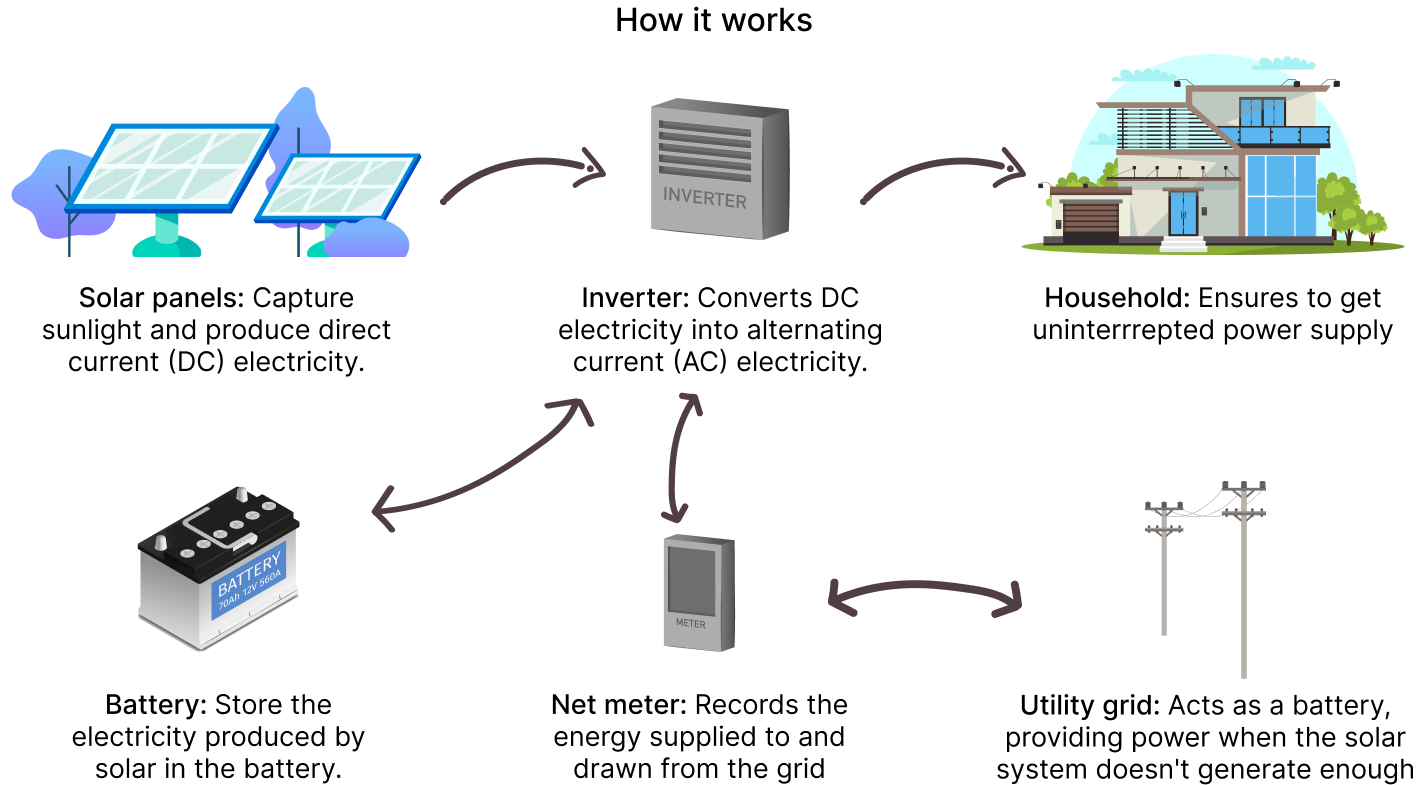 How it works
INVERTER
Solar panels: Capture
sunlight and produce direct
current (DC) electricity.
Inverter: Converts DC
electricity into alternating
current (AC) electricity.
Household: Ensures to get
uninterrrepted power supply
BATTERY
70Ah 12V 560A
METER
Battery: Store the
electricity produced by
solar in the battery.
Net meter: Records the
energy supplied to and
drawn from the grid
Utility grid: Acts as a battery,
providing power when the solar
system doesn't generate enough